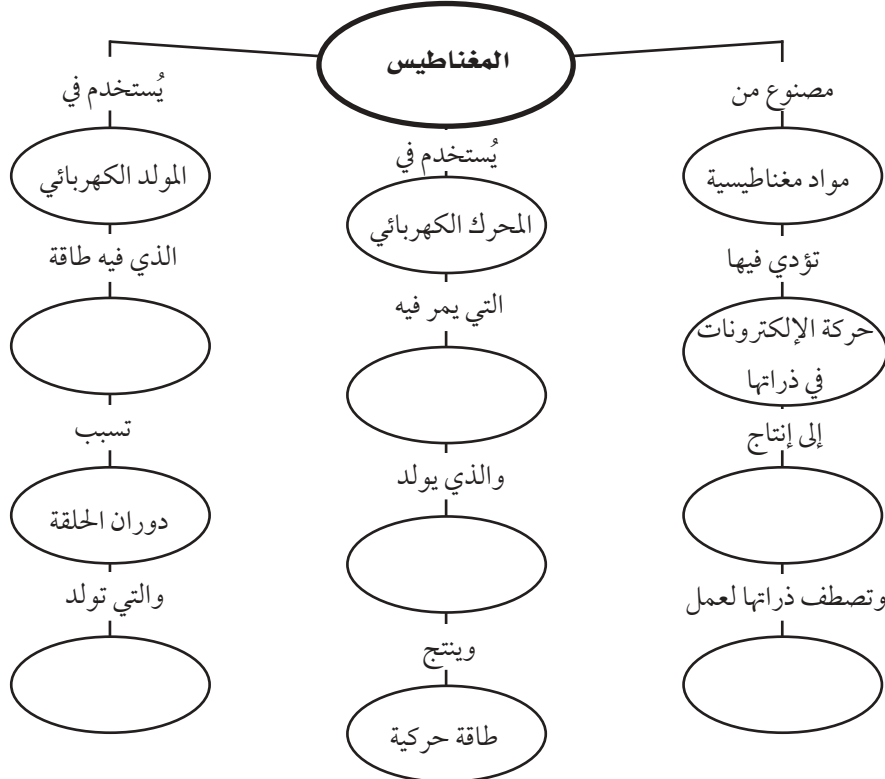 المغناطيس
مصنوع من
مواد مغناطيسية
تؤدي فيها
حركة الإلكترونات
في ذراتها
إلى إنتاج
وتصطف ذراتها لعمل
يُستخدم في
المحرك الكهربائي
التي يمر فيه
والذي يولد
وينتج
طاقة حركية
يُستخدم في
المولد الكهربائي
الذي فيه طاقة
تسبب
دوران الحلقة
والتي تولد